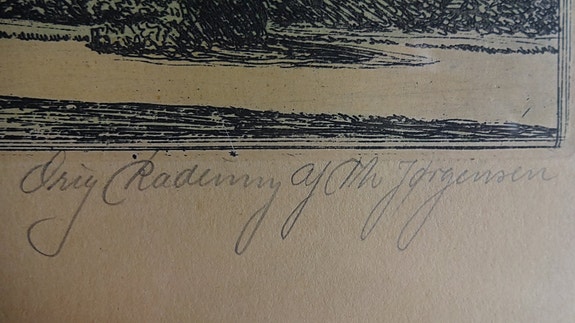 Orig Radering af M Jørgensen